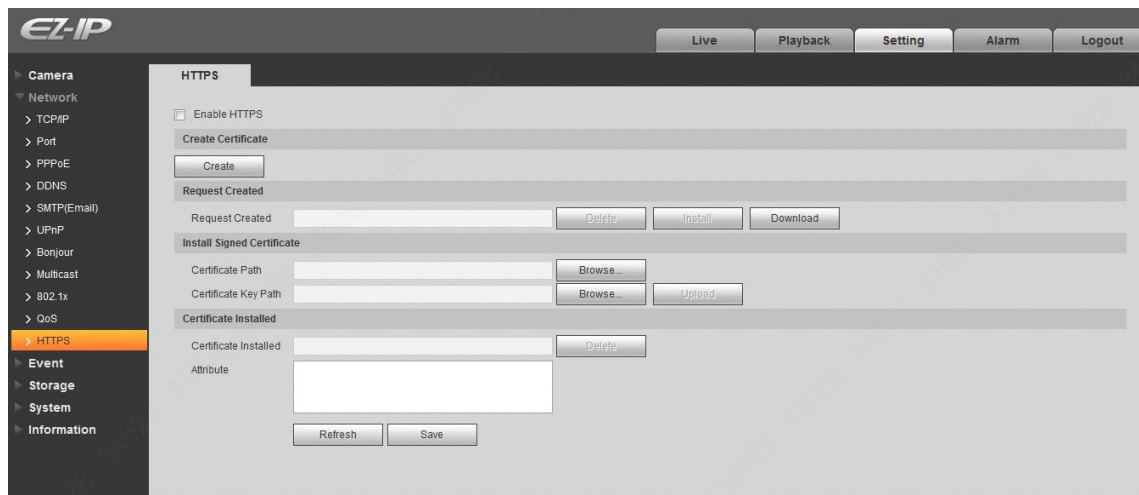 EZ-IP
Live Playback Setting Alarm Logout
Camera
Network
TCP/IP
Port
PPPoE
DDNS
SMTP(Email)
UPnP
Bonjour
Multicast
802.1x
QoS
HTTPS
Event
Storage
System
Information
HTTPS
Enable HTTPS
Create Certificate
Create
Request Created
Request Created Delete Install Download
Install Signed Certificate
Certificate Path Browse...
Certificate Key Path Browse... Upload
Certificate Installed
Certificate Installed Delete
Attribute
Refresh Save